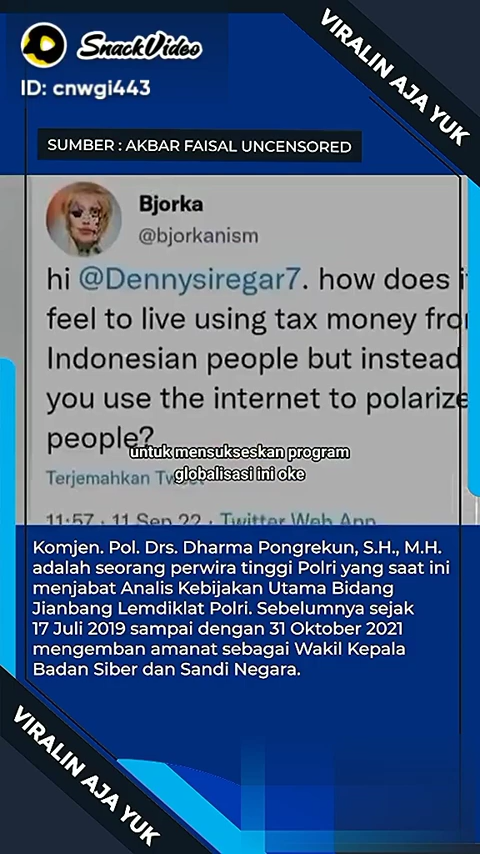 SnackVideo
ID: cnwgi443
VIRALIN AJA YUK
SUMBER : AKBAR FAISAL UNCENSORED
Bjorka
@bjorkanism
hi @Dennysiregar7. how does
feel to live using tax money
Indonesian people but instead
you use the internet to polarize
people?
untuk mensukseskan program
globalisasi ini oke
Terjemahkan
11:57 · 11 Sep 22 · Twitter Web App
Komjen. Pol. Drs. Dharma Pongrekun, S.H., M.H.
adalah seorang perwira tinggi Polri yang saat ini
menjabat Analis Kebijakan Utama Bidang
Jianbang Lemdiklat Polri. Sebelumnya sejak
17 Juli 2019 sampai dengan 31 Oktober 2021
mengemban amanat sebagai Wakil Kepala
Badan Siber dan Sandi Negara.
VIRALIN AJA YUK